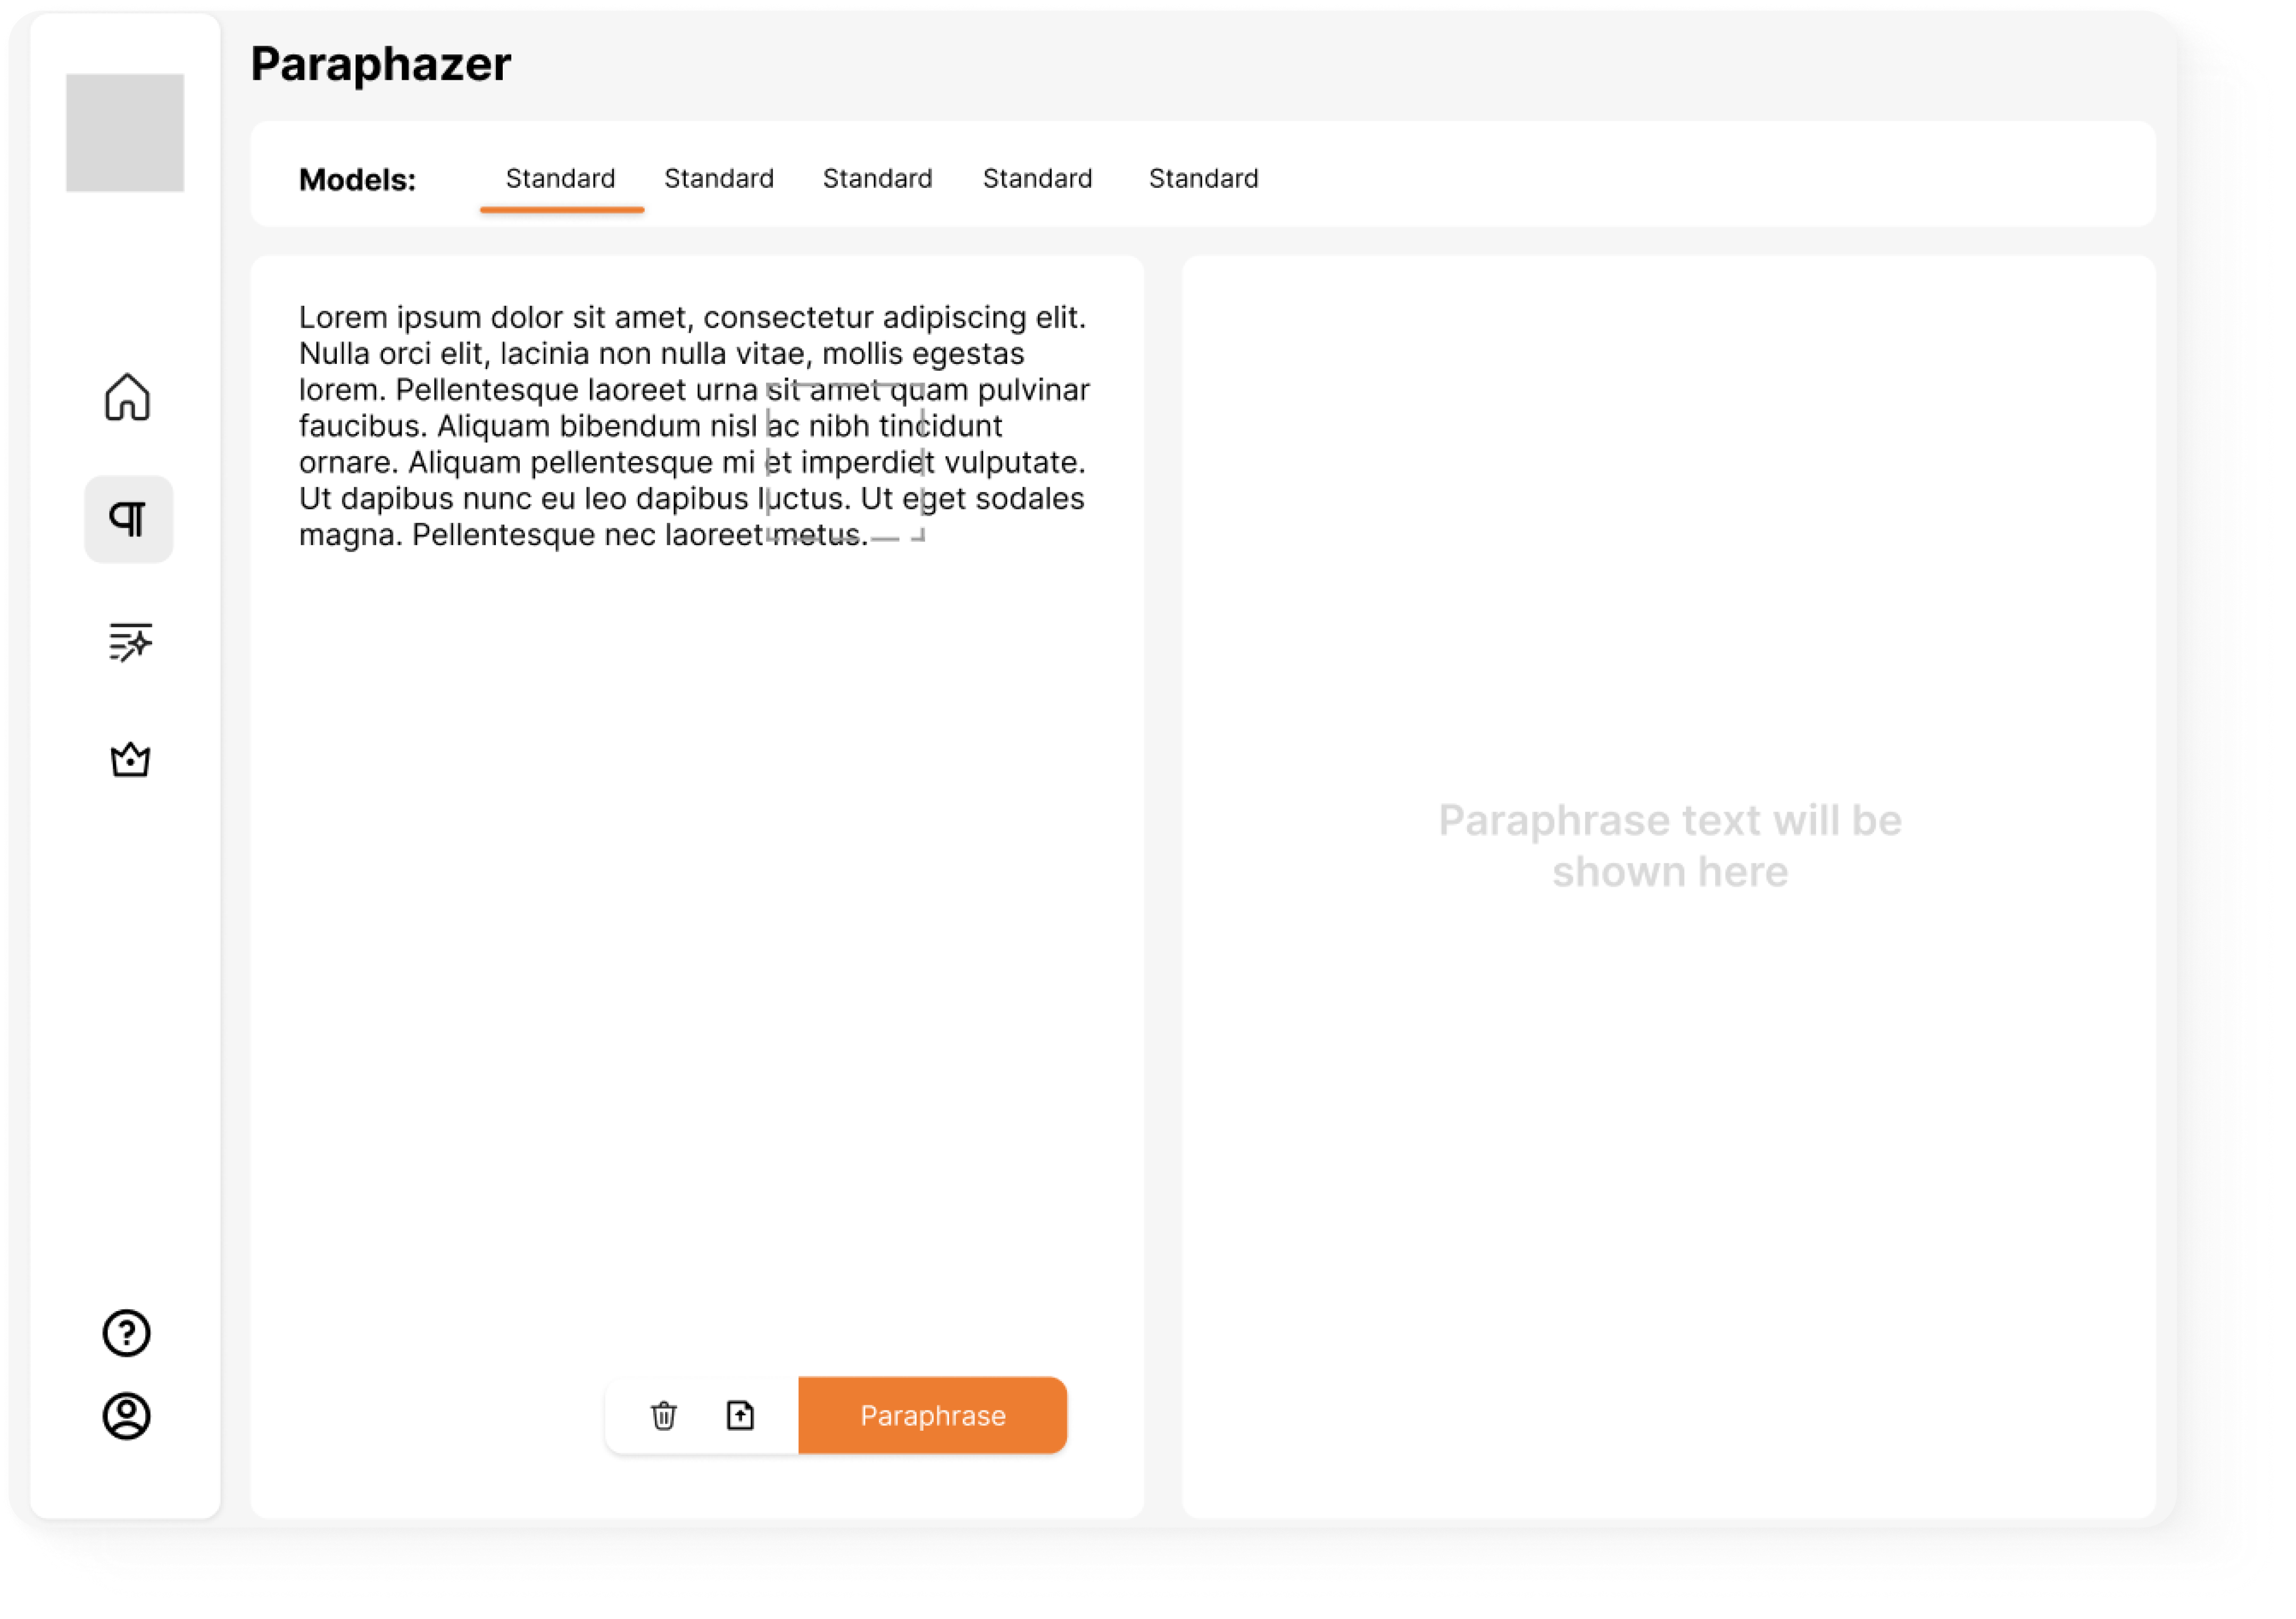 Paraphazer
Models:
Standard
Standard
Standard
Standard
Standard
Lorem ipsum dolor sit amet, consectetur adipiscing elit.
Nulla orci elit, lacinia non nulla vitae, mollis egestas
lorem. Pellentesque laoreet urna sit amet quam pulvinar
faucibus. Aliquam bibendum nisl ac nibh tincidunt
ornare. Aliquam pellentesque mi et imperdiet vulputate.
Ut dapibus nunc eu leo dapibus luctus. Ut eget sodales
magna. Pellentesque nec laoreet metus.
Paraphrase text will be
shown here
Paraphrase